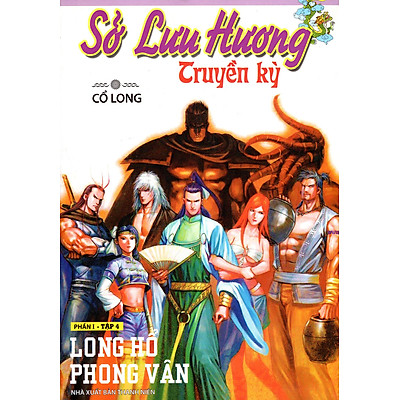 Sở Lưu Hương
Truyền kỳ
CỔ LONG
PHẦN I - TẬP 4
LONG HỔ
PHONG VÂN
NHÀ XUẤT BẢN THANH NIÊN